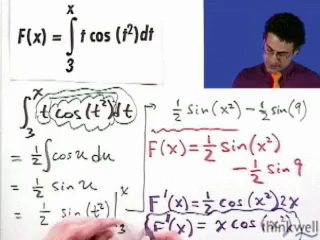 F(x) = ∫₃ˣ t cos (t²) dt
∫₃ˣ t cos(t²) dt
= ½ ∫ cos u du
= ½ sin u
= ½ sin(t²) |₃ˣ
→ ½ sin(x²) - ½ sin(9)
F(x) = ½ sin(x²)
- ½ sin 9
F'(x) = ½ cos(x²) 2x
F'(x) = x cos(x²)
thinkwell